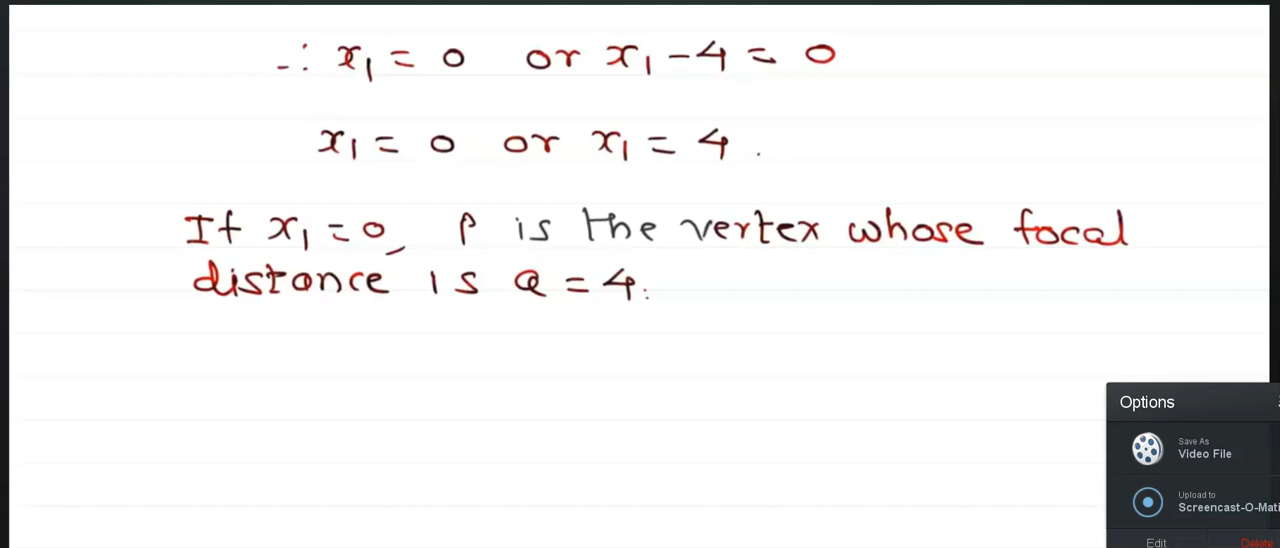 ∴ x₁ = 0 or x₁ - 4 = 0
x₁ = 0 or x₁ = 4.
If x₁ = 0, P is the vertex whose focal
distance is a = 4.
Options
Save As
Video File
Upload to
Screencast-O-Mati
Edit
Delete